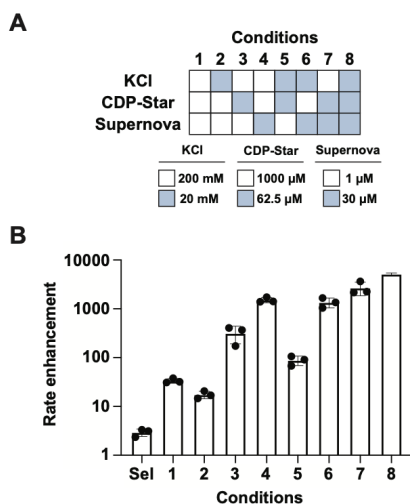 A
Conditions
1 2 3 4 5 6 7 8
KCl
CDP-Star
Supernova
KCl CDP-Star Supernova
200 mM 1000 µM 1 µM
20 mM 62.5 µM 30 µM
B
Rate enhancement
10000
1000
100
10
1
Sel 1 2 3 4 5 6 7 8
Conditions